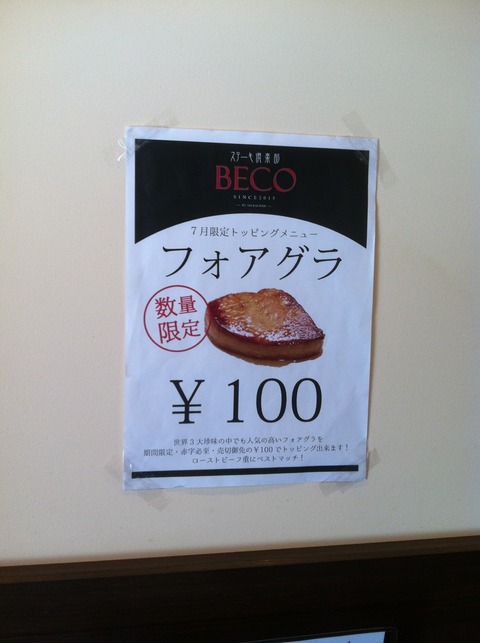 ステーキ倶楽部
BECO
SINCE2015
7月限定トッピングメニュー
フォアグラ
数量
限定
¥100
世界3大珍味の中でも人気の高いフォアグラを
期間限定・赤字必至・売切御免の¥100でトッピング出来ます!
ローストビーフ重にベストマッチ!